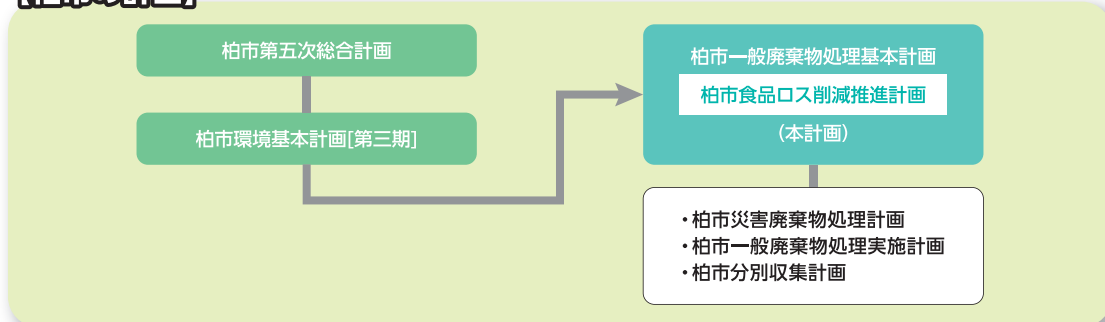 柏市第五次総合計画
柏市環境基本計画[第三期]
柏市一般廃棄物処理基本計画
柏市食品ロス削減推進計画
（本計画）
・柏市災害廃棄物処理計画
・柏市一般廃棄物処理実施計画
・柏市分別収集計画